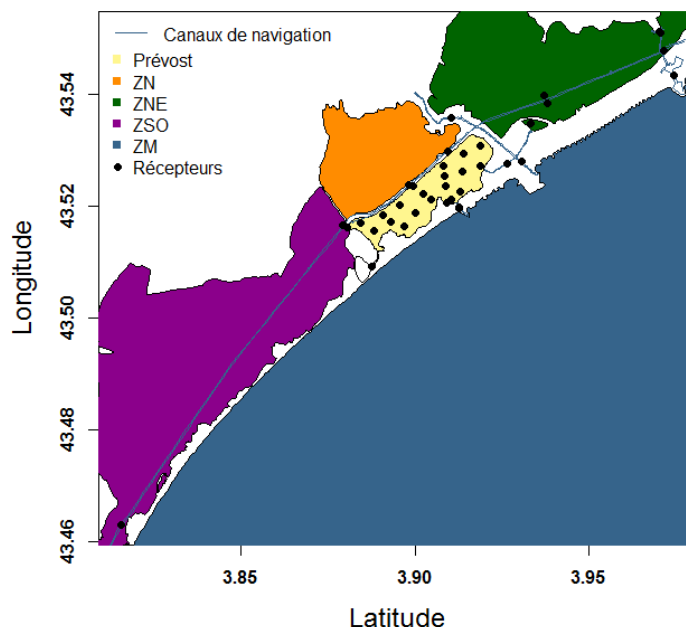 Canaux de navigation
Prévost
ZN
ZNE
ZSO
ZM
Récepteurs
Longitude
43.54
43.52
43.50
43.48
43.46
3.85 3.90 3.95
Latitude